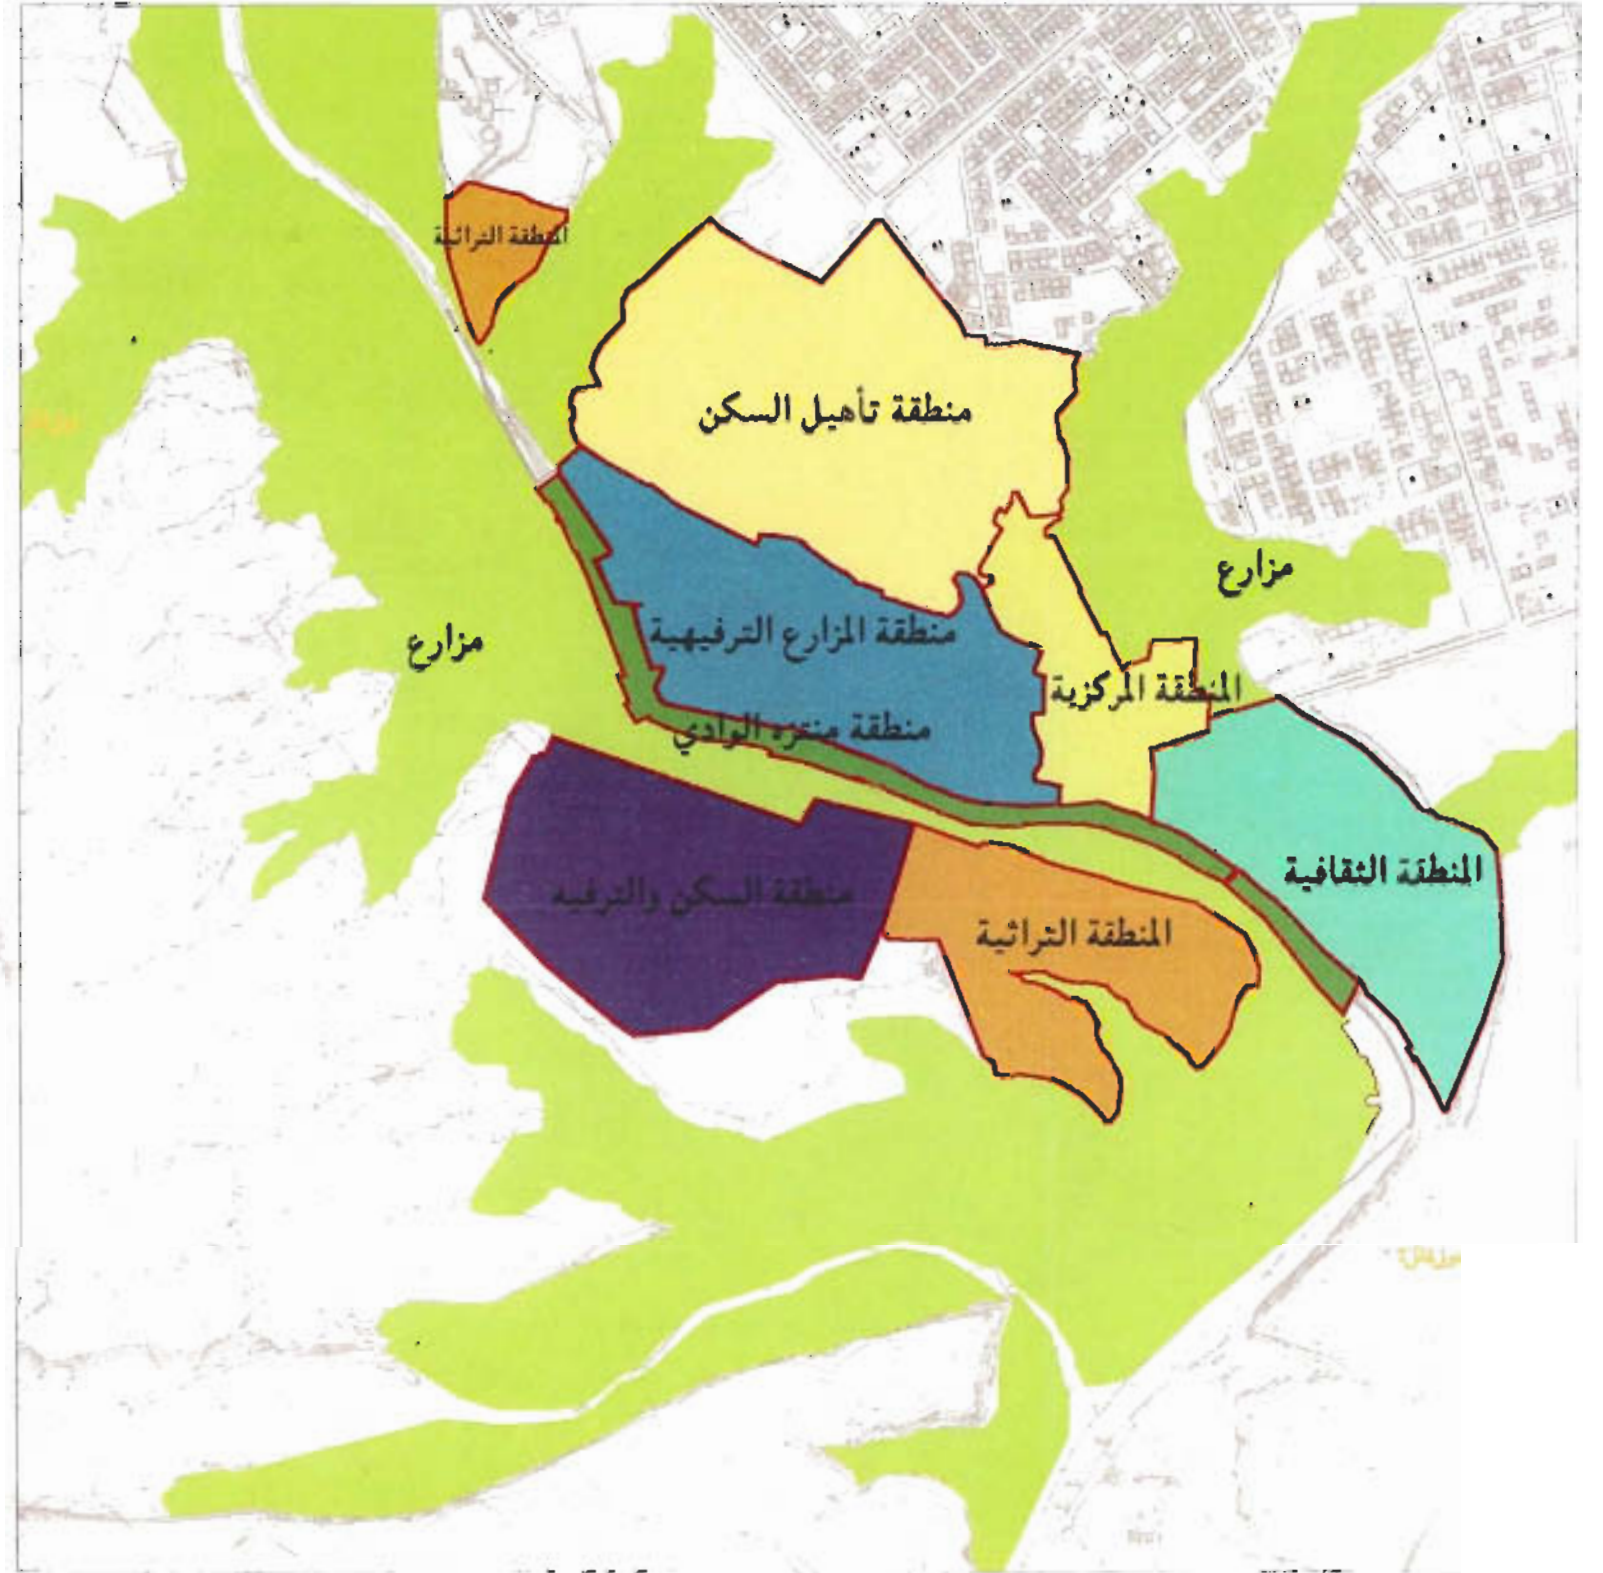 المنطقة التراثية
منطقة تأهيل السكن
مزارع
منطقة المزارع الترفيهية
مزارع
المنطقة المركزية
منطقة منتزه الوادي
المنطقة الثقافية
منطقة السكن والترفيه
المنطقة التراثية